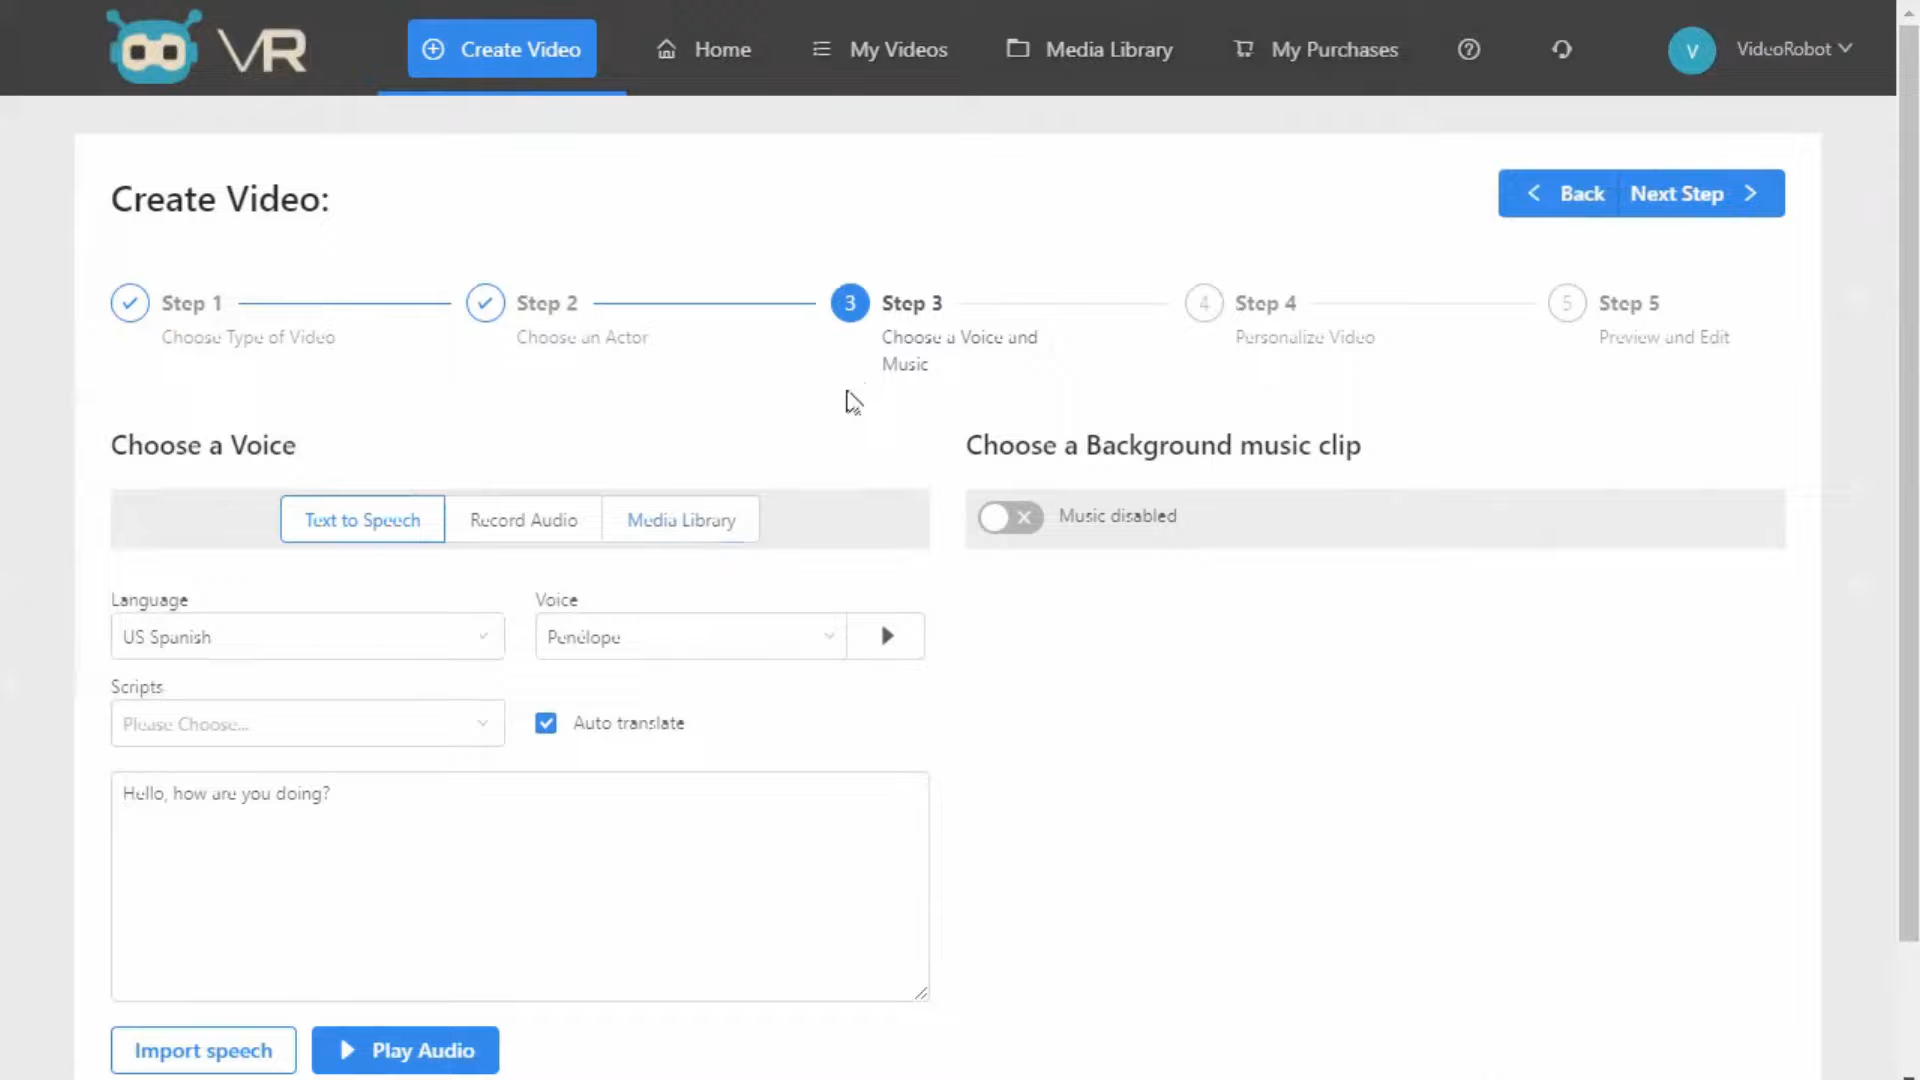 VR
Create Video
Home
My Videos
Media Library
My Purchases
V
VideoRobot
Create Video:
Back
Next Step
Step 1
Choose Type of Video
Step 2
Choose an Actor
3
Step 3
Choose a Voice and
Music
4
Step 4
Personalize Video
5
Step 5
Preview and Edit
Choose a Voice
Choose a Background music clip
Text to Speech
Record Audio
Media Library
Music disabled
Language
Voice
US Spanish
Penélope
Scripts
Please Choose...
Auto translate
Hello, how are you doing?
Import speech
Play Audio